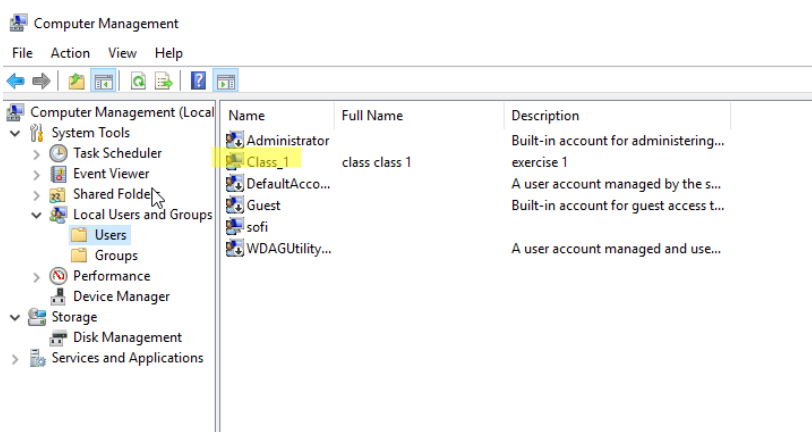 Computer Management
File Action View Help
Computer Management (Local
System Tools
Task Scheduler
Event Viewer
Shared Folders
Local Users and Groups
Users
Groups
Performance
Device Manager
Storage
Disk Management
Services and Applications
Name Full Name Description
Administrator Built-in account for administering...
Class_1 class class 1 exercise 1
DefaultAcco... A user account managed by the s...
Guest Built-in account for guest access t...
sofi
WDAGUtility... A user account managed and use...